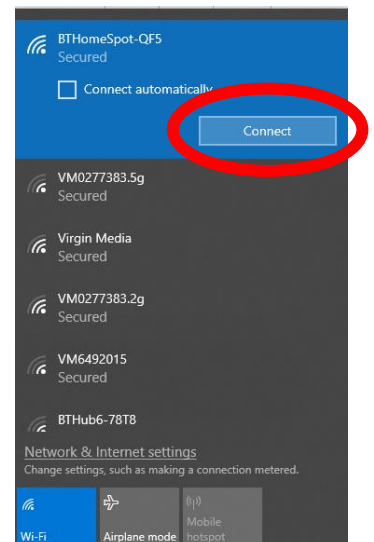 BTHomeSpot-QF5
Secured
Connect automatically
Connect
VM0277383.5g
Secured
Virgin Media
Secured
VM0277383.2g
Secured
VM6492015
Secured
BTHub6-78T8
Network & Internet settings
Change settings, such as making a connection metered.
Wi-Fi
Airplane mode
Mobile
hotspot